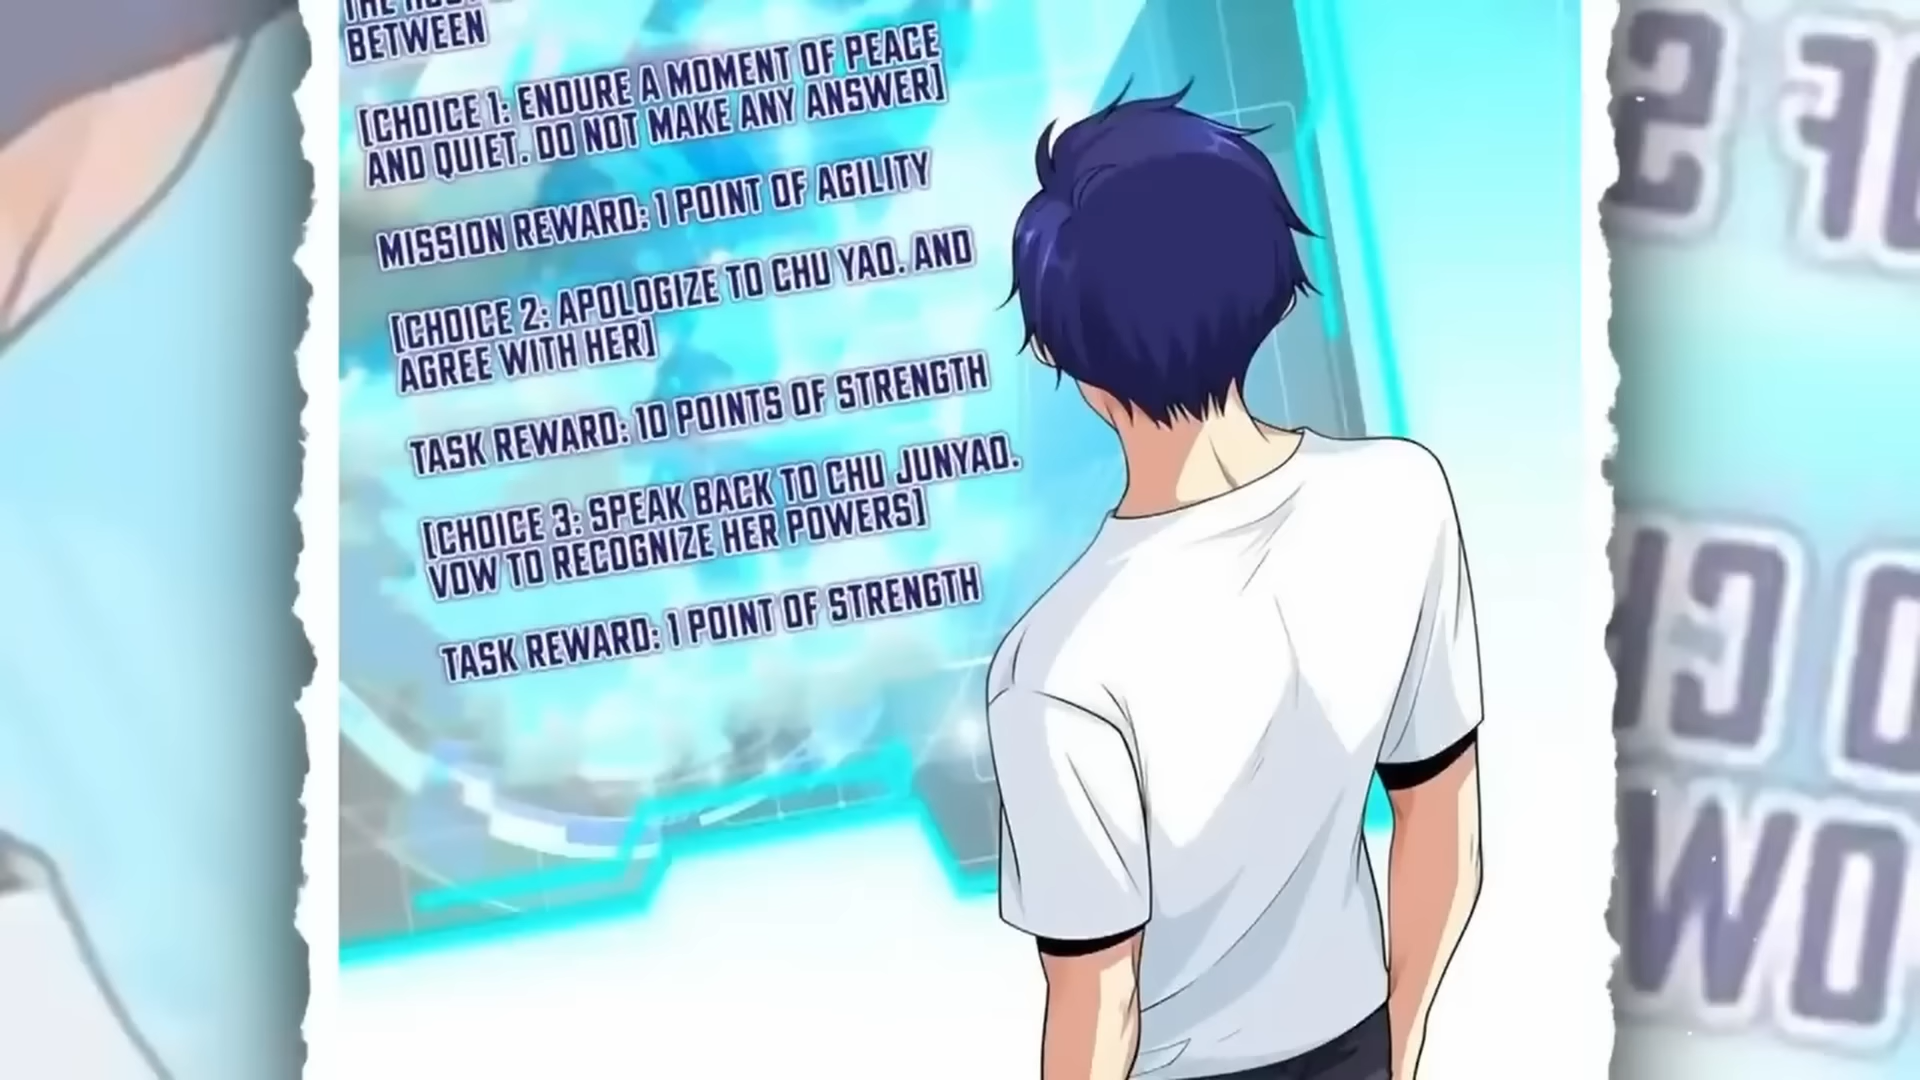 BETWEEN
[CHOICE 1: ENDURE A MOMENT OF PEACE
AND QUIET. DO NOT MAKE ANY ANSWER]
MISSION REWARD: 1 POINT OF AGILITY
[CHOICE 2: APOLOGIZE TO CHU YAO. AND
AGREE WITH HER]
TASK REWARD: 10 POINTS OF STRENGTH
[CHOICE 3: SPEAK BACK TO CHU JUNYAO.
VOW TO RECOGNIZE HER POWERS]
TASK REWARD: 1 POINT OF STRENGTH